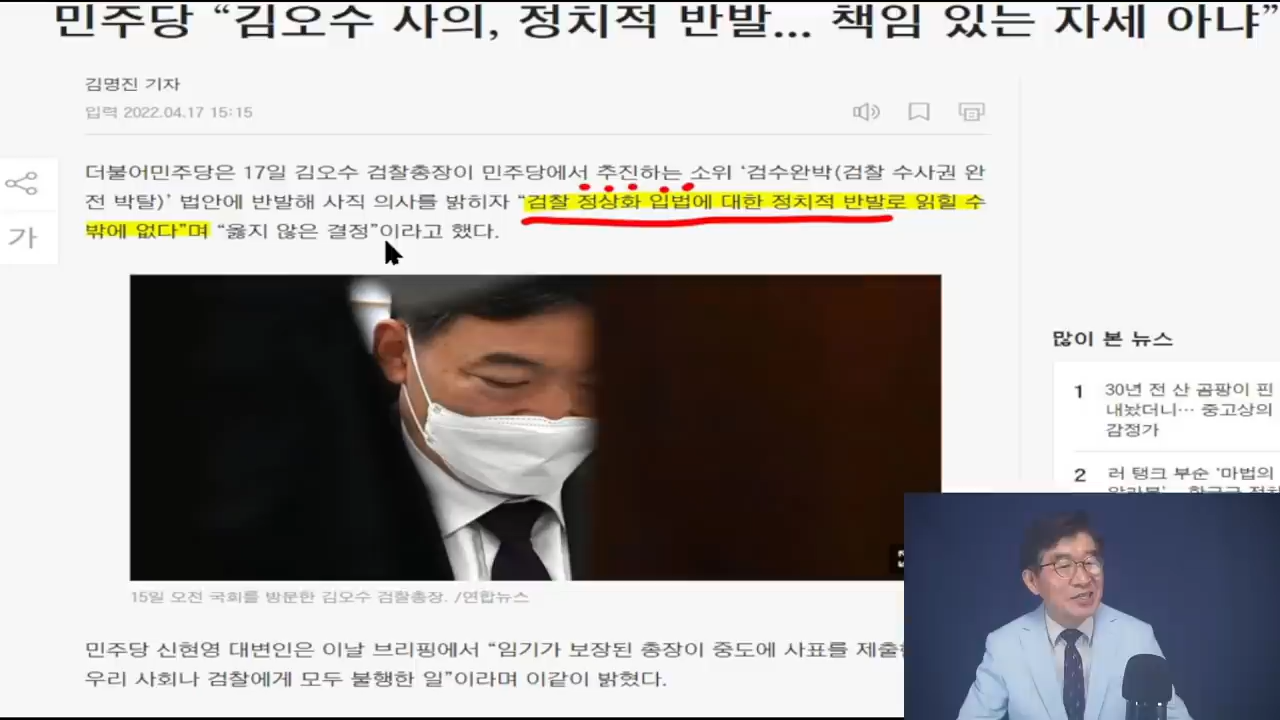 민주당 “김오수 사의, 정치적 반발... 책임 있는 자세 아냐”
김명진 기자
입력 2022.04.17 15:15
더불어민주당은 17일 김오수 검찰총장이 민주당에서 추진하는 소위 ‘검수완박(검찰 수사권 완
전 박탈)’ 법안에 반발해 사직 의사를 밝히자 “검찰 정상화 입법에 대한 정치적 반발로 읽힐 수
밖에 없다”며 “옳지 않은 결정”이라고 했다.
가
15일 오전 국회를 방문한 김오수 검찰총장. /연합뉴스
민주당 신현영 대변인은 이날 브리핑에서 “임기가 보장된 총장이 중도에 사표를
우리 사회나 검찰에게 모두 불행한 일”이라며 이같이 밝혔다.
많이 본 뉴스
1 30년 전 산 곰팡이 핀
내놨더니… 중고상의
감정가
2 러 탱크 부순 ‘마법의